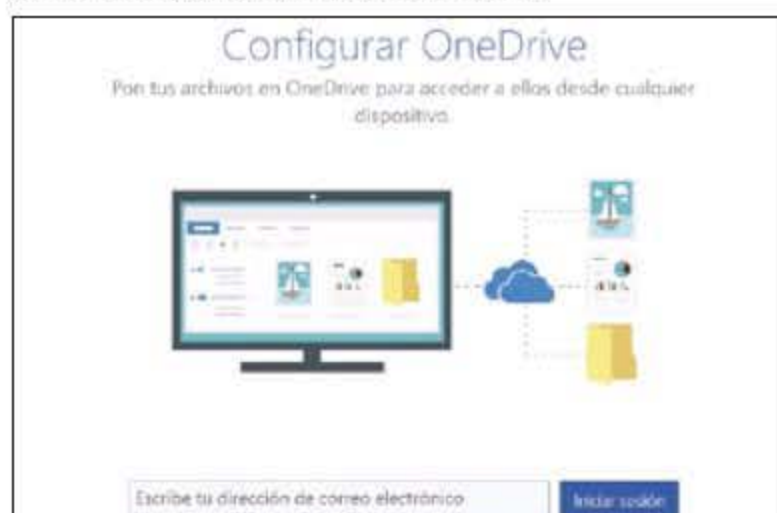 Configurar OneDrive
Pon tus archivos en OneDrive para acceder a ellos desde cualquier
dispositivo.
Escribe tu dirección de correo electrónico
Iniciar sesión